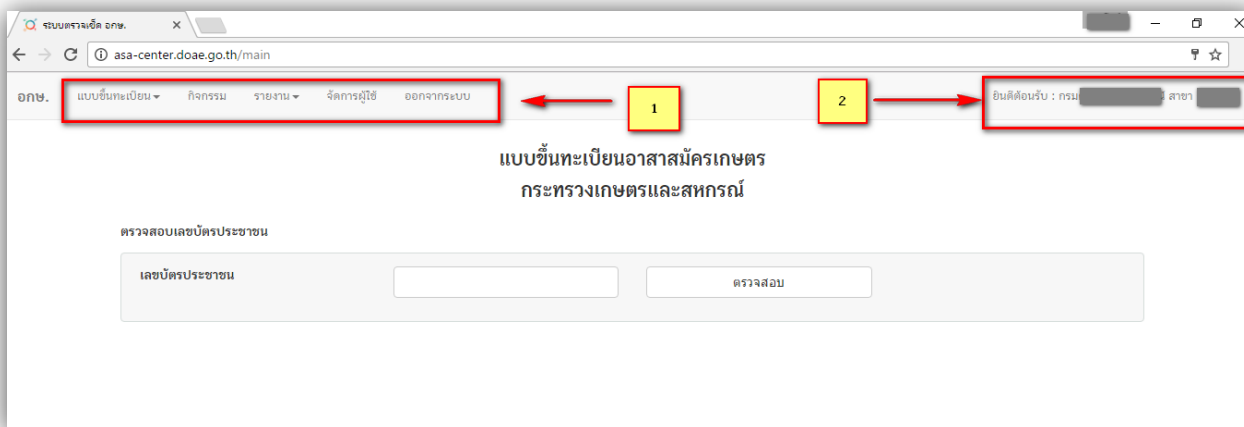 ระบบตรวจเช็ค อกษ.
asa-center.doae.go.th/main
อกษ. แบบขึ้นทะเบียน กิจกรรม รายงาน จัดการผู้ใช้ ออกจากระบบ 1 2 ยินดีต้อนรับ : กรม สาขา
แบบขึ้นทะเบียนอาสาสมัครเกษตร
กระทรวงเกษตรและสหกรณ์
ตรวจสอบเลขบัตรประชาชน
เลขบัตรประชาชน ตรวจสอบ